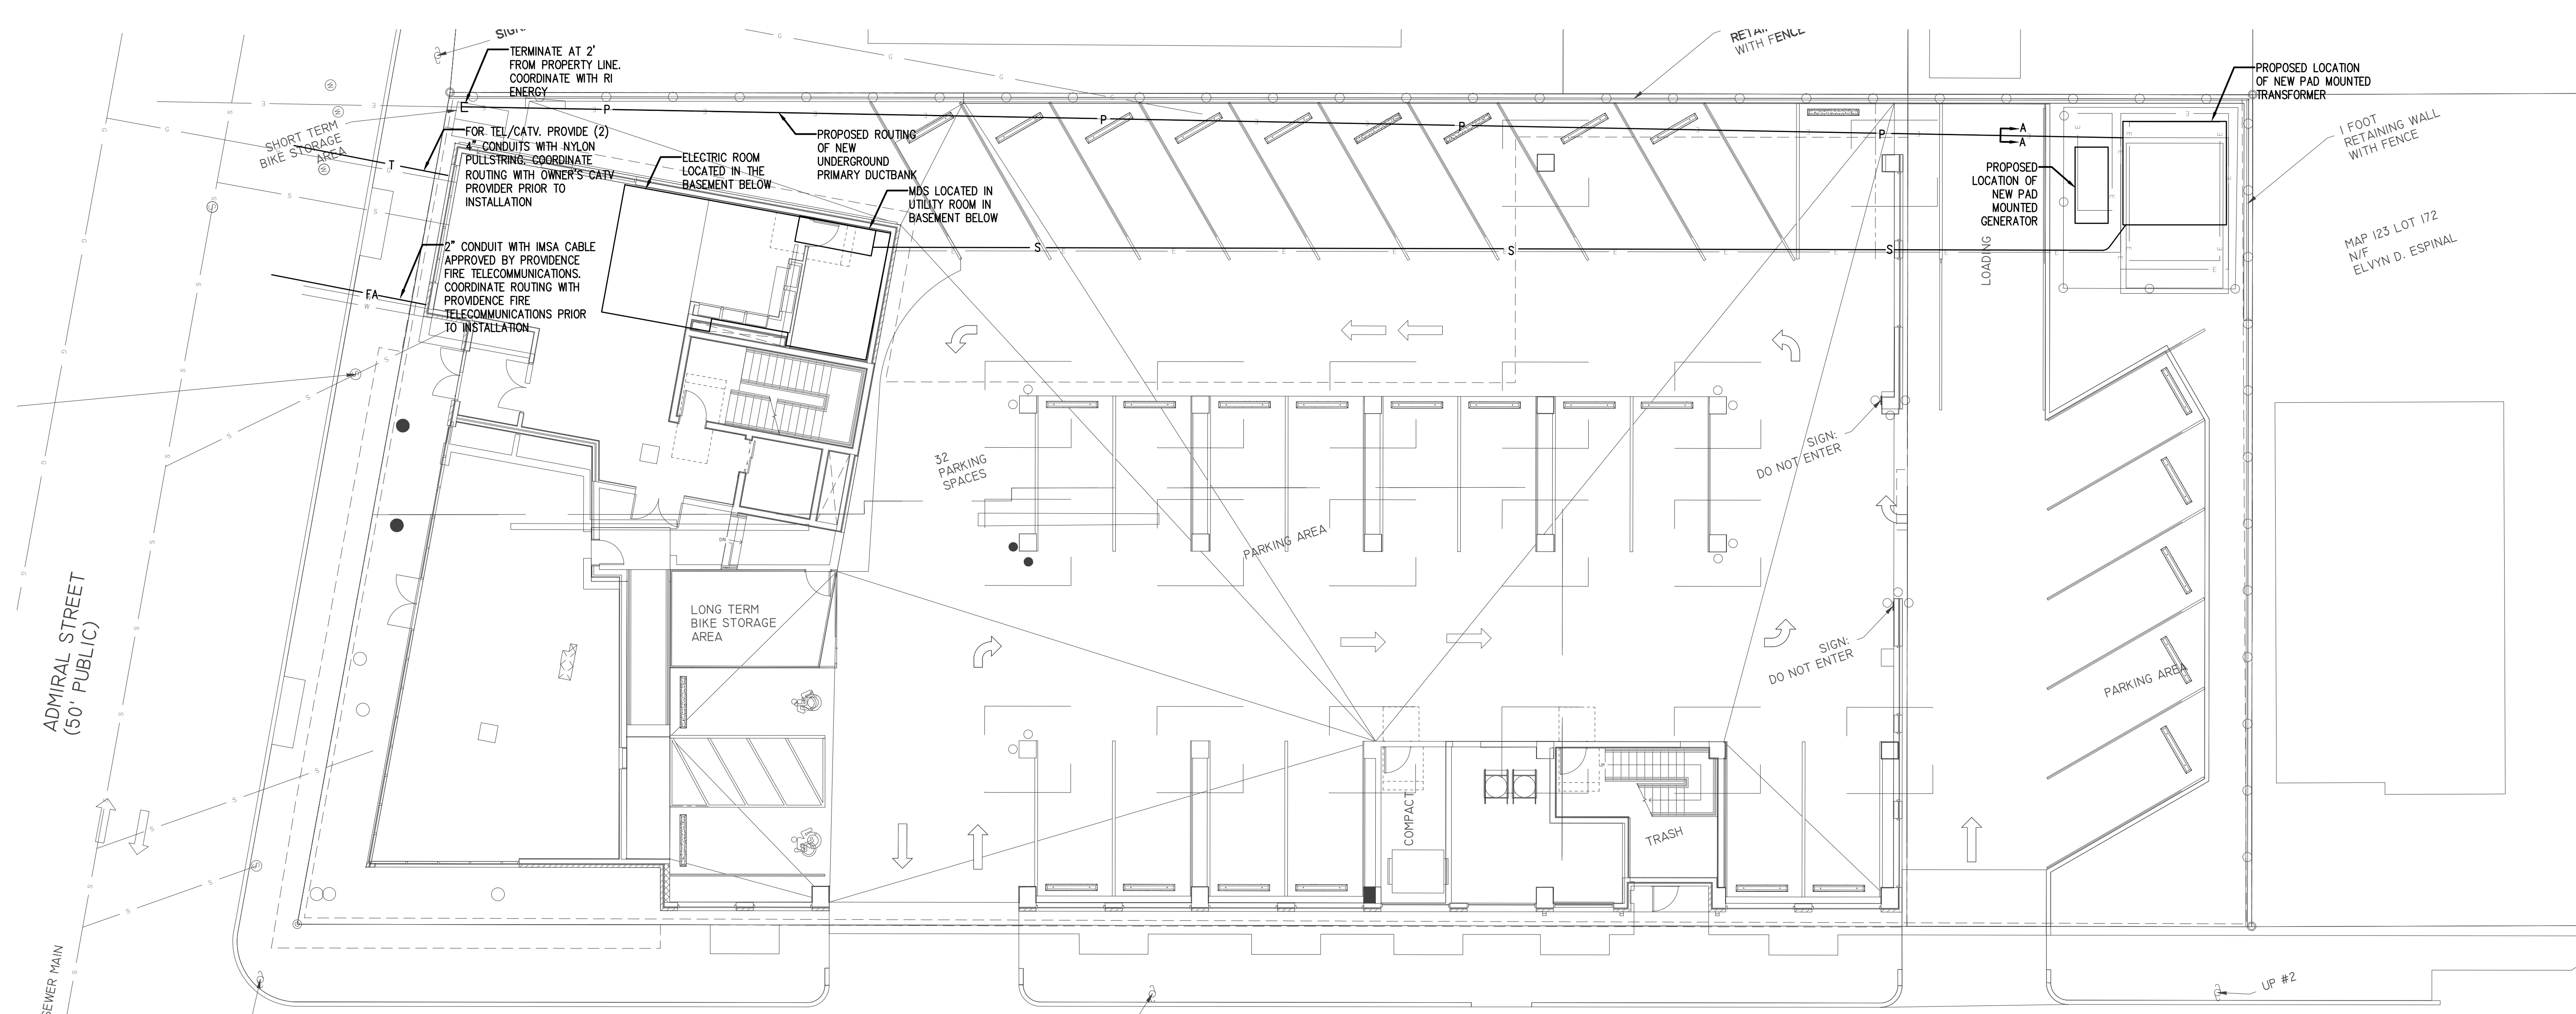 TERMINATE AT 2'
FROM PROPERTY LINE.
COORDINATE WITH RI
ENERGY
SHORT TERM
BIKE STORAGE
AREA
FOR TEL/CATV. PROVIDE (2)
4" CONDUITS WITH NYLON
PULLSTRING. COORDINATE
ROUTING WITH OWNER'S CATV
PROVIDER PRIOR TO
INSTALLATION
2" CONDUIT WITH IMSA CABLE
APPROVED BY PROVIDENCE
FIRE TELECOMMUNICATIONS.
COORDINATE ROUTING WITH
PROVIDENCE FIRE
TELECOMMUNICATIONS PRIOR
TO INSTALLATION
ELECTRIC ROOM
LOCATED IN THE
BASEMENT BELOW
PROPOSED ROUTING
OF NEW
UNDERGROUND
PRIMARY DUCTBANK
MDS LOCATED IN
UTILITY ROOM IN
BASEMENT BELOW
WITH FENCE
PROPOSED LOCATION
OF NEW PAD MOUNTED
TRANSFORMER
1 FOOT
RETAINING WALL
WITH FENCE
PROPOSED
LOCATION OF
NEW PAD
MOUNTED
GENERATOR
A
A
LOADING
MAP 123 LOT 172
N/F
ELVYN D. ESPINAL
E
P
P
P
P
T
FA
S
S
S
32
PARKING
SPACES
PARKING AREA
SIGN:
DO NOT ENTER
SIGN:
DO NOT ENTER
PARKING AREA
DN
LONG TERM
BIKE STORAGE
AREA
ADMIRAL STREET
(50' PUBLIC)
COMPACT
TRASH
SEWER MAIN
UP #2